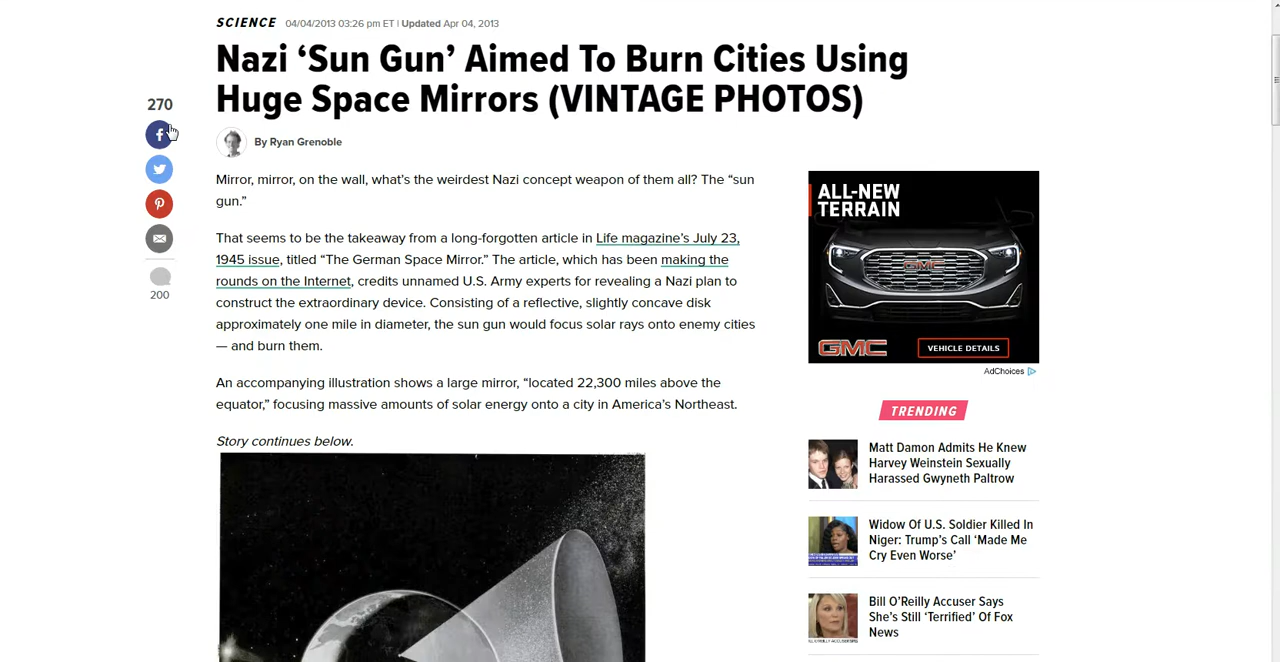 SCIENCE 04/04/2013 03:26 pm ET | Updated Apr 04, 2013
Nazi ‘Sun Gun’ Aimed To Burn Cities Using
Huge Space Mirrors (VINTAGE PHOTOS)
270
f
By Ryan Grenoble
Mirror, mirror, on the wall, what’s the weirdest Nazi concept weapon of them all? The “sun
gun.”
That seems to be the takeaway from a long-forgotten article in Life magazine’s July 23,
1945 issue, titled “The German Space Mirror.” The article, which has been making the
rounds on the Internet, credits unnamed U.S. Army experts for revealing a Nazi plan to
construct the extraordinary device. Consisting of a reflective, slightly concave disk
approximately one mile in diameter, the sun gun would focus solar rays onto enemy cities
— and burn them.
200
An accompanying illustration shows a large mirror, “located 22,300 miles above the
equator,” focusing massive amounts of solar energy onto a city in America’s Northeast.
Story continues below.
ALL-NEW
TERRAIN
GMC
GMC
VEHICLE DETAILS
AdChoices
TRENDING
Matt Damon Admits He Knew
Harvey Weinstein Sexually
Harassed Gwyneth Paltrow
Widow Of U.S. Soldier Killed In
Niger: Trump’s Call ‘Made Me
Cry Even Worse’
Bill O’Reilly Accuser Says
She’s Still ‘Terrified’ Of Fox
News